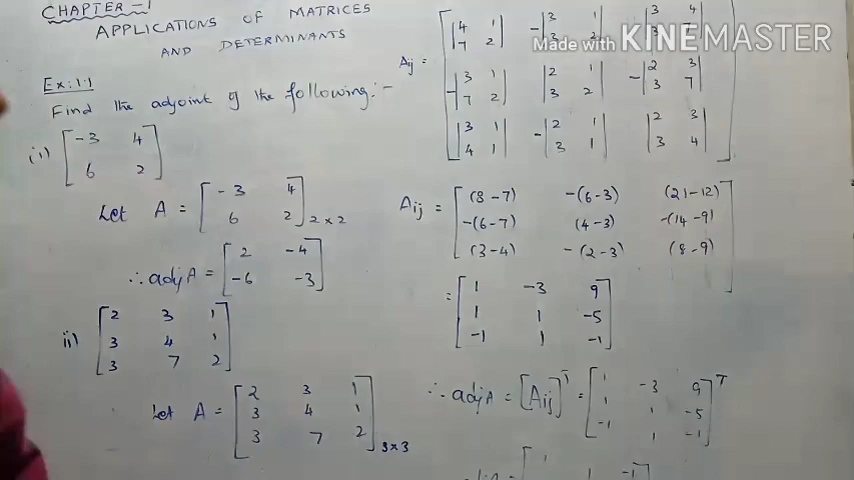 CHAPTER - 1
APPLICATIONS OF MATRICES
AND DETERMINANTS
Ex: 1.1
Find the adjoint of the following:-
(i) [-3 4
6 2]
Let A = [-3 4
6 2] 2×2
∴ adj A = [2 -4
-6 -3]
ii) [2 3 1
3 4 1
3 7 2]
Let A = [2 3 1
3 4 1
3 7 2] 3×3
Made with KINEMASTER
Aij = [|4 1 -|3 1 |3 4
7 2| 2|
-|3 1 |2 1 -|2 3
7 2| 3 2| 3 7|
|3 1 -|2 1 |2 3
4 1| 3 1| 3 4|]
Aij = [(8-7) -(6-3) (21-12)
-(6-7) (4-3) -(14-9)
(3-4) -(2-3) (8-9)]
= [1 -3 9
1 1 -5
-1 1 -1]
∴ adj A = [Aij]T = [1 -3 9
1 1 -5
-1 1 -1]T
1 1 -1